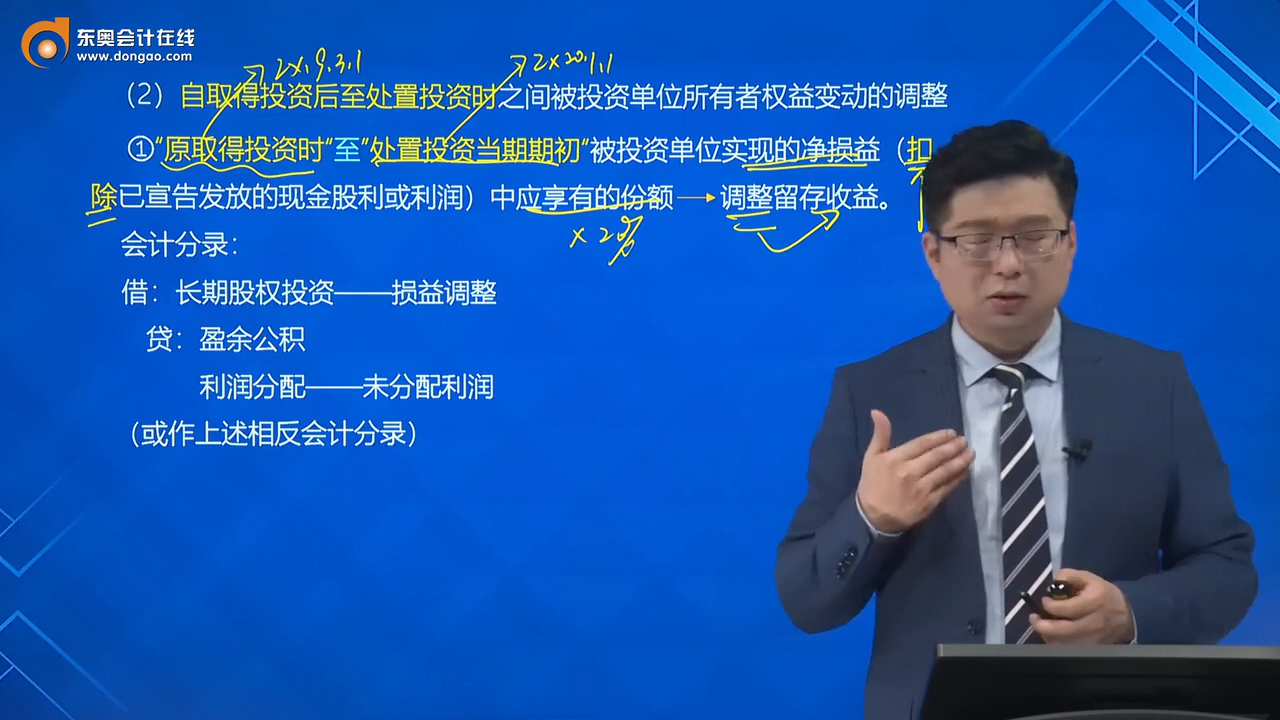 东奥会计在线
www.dongao.com
2×19.3.1
2×20.1.1
（2）自取得投资后至处置投资时之间被投资单位所有者权益变动的调整
①“原取得投资时”至“处置投资当期期初”被投资单位实现的净损益（扣
除已宣告发放的现金股利或利润）中应享有的份额→调整留存收益。
×20%
会计分录：
借：长期股权投资——损益调整
贷：盈余公积
利润分配——未分配利润
（或作上述相反会计分录）